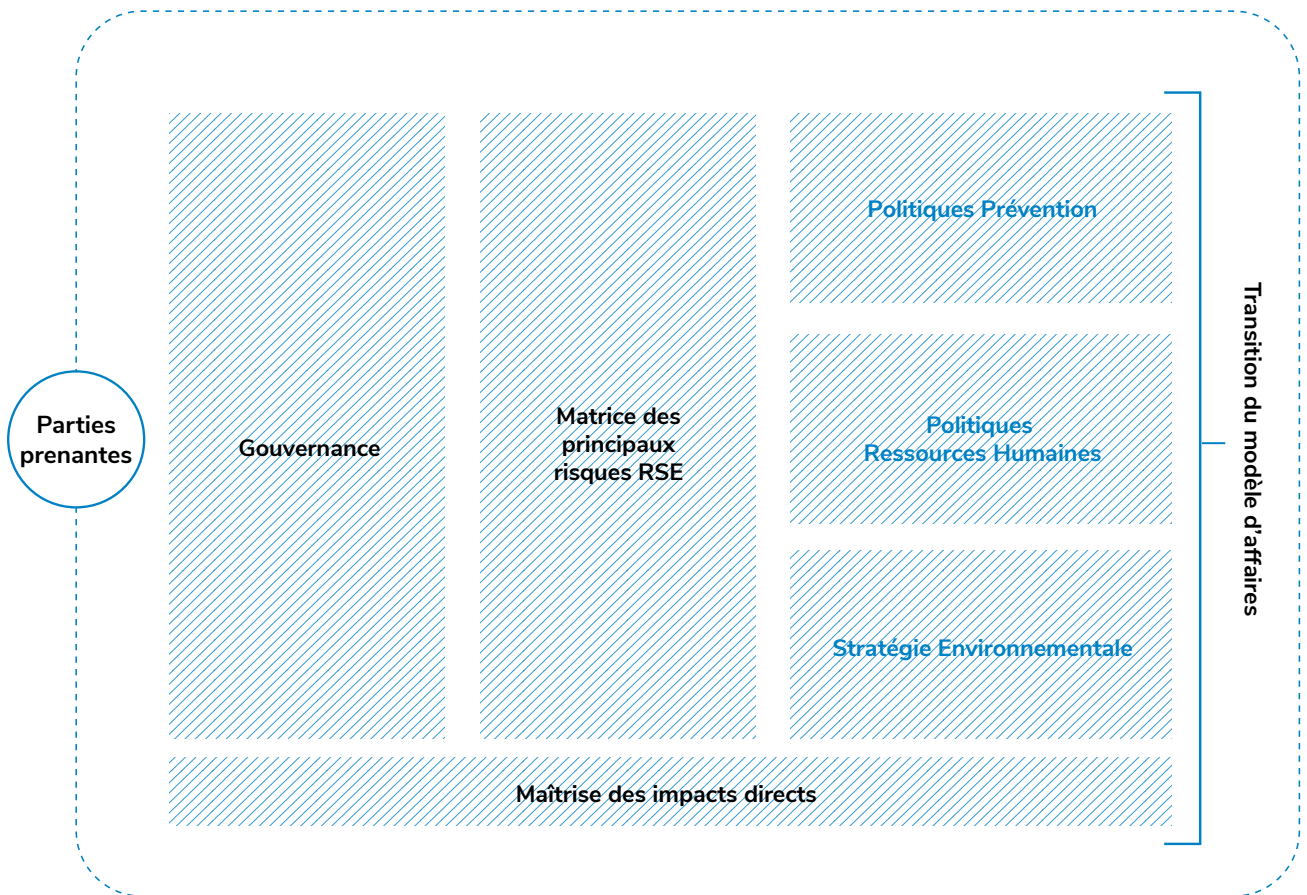 Parties
prenantes
Gouvernance
Matrice des
principaux
risques RSE
Politiques Prévention
Politiques
Ressources Humaines
Stratégie Environnementale
Maîtrise des impacts directs
Transition du modèle d’affaires